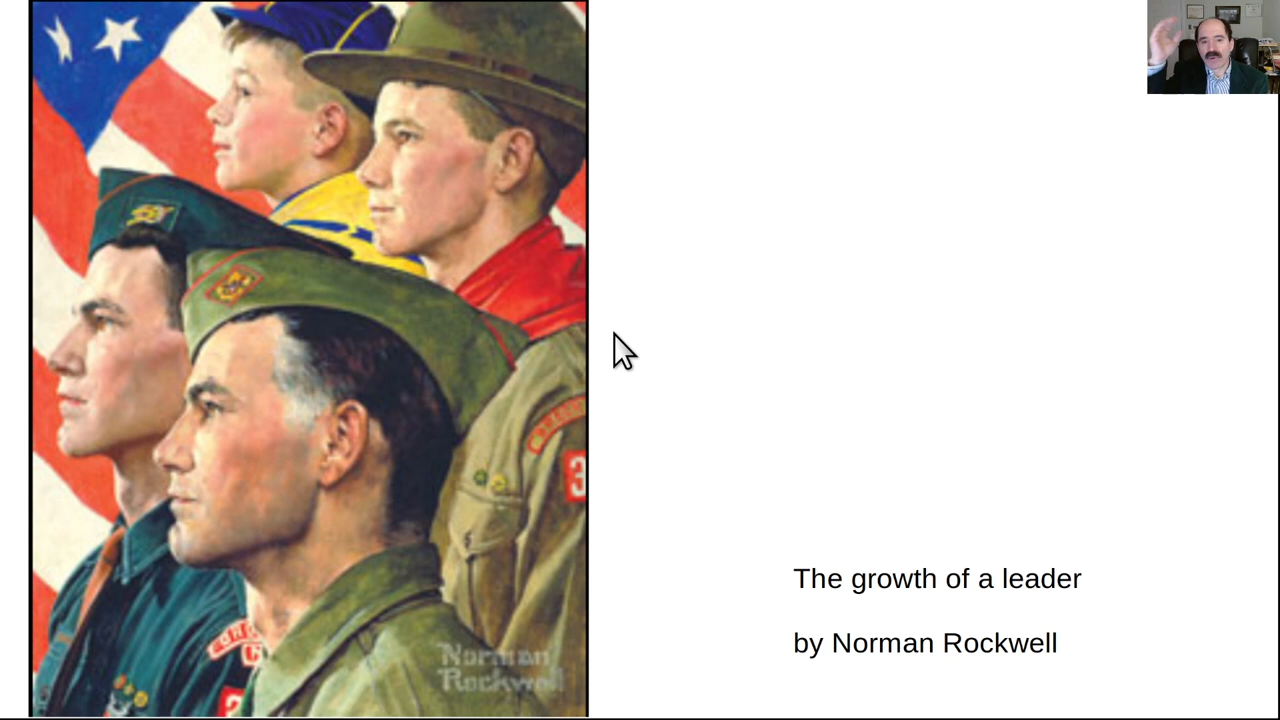 Norman
Rockwell
The growth of a leader
by Norman Rockwell